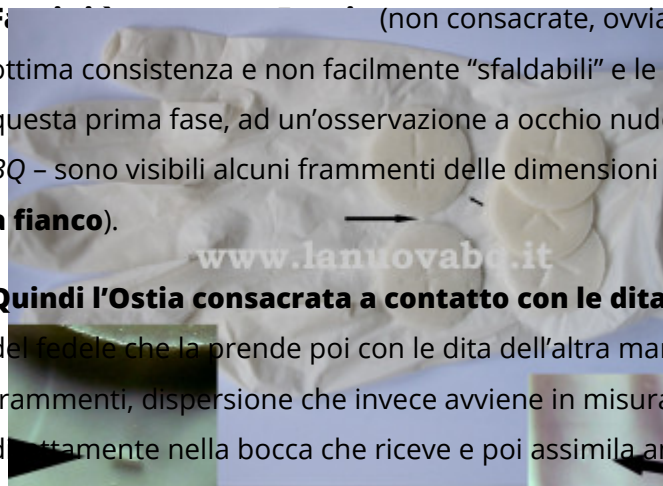 (non consacrate, ovvia
ottima consistenza e non facilmente “sfaldabili” e le
questa prima fase, ad un’osservazione a occhio nudo
BQ – sono visibili alcuni frammenti delle dimensioni
a fianco).
www.lanuovabq.it
Quindi l’Ostia consacrata a contatto con le dita
del fedele che la prende poi con le dita dell’altra mar
frammenti, dispersione che invece avviene in misura
direttamente nella bocca che riceve e poi assimila